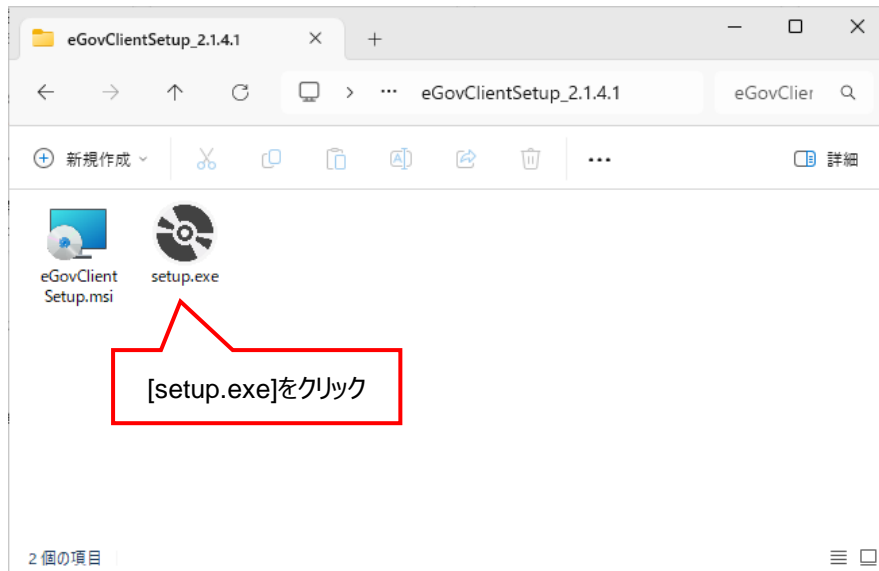 eGovClientSetup_2.1.4.1
eGovClientSetup_2.1.4.1 eGovClier
新規作成 詳細
eGovClient
Setup.msi
setup.exe
[setup.exe]をクリック
2 個の項目